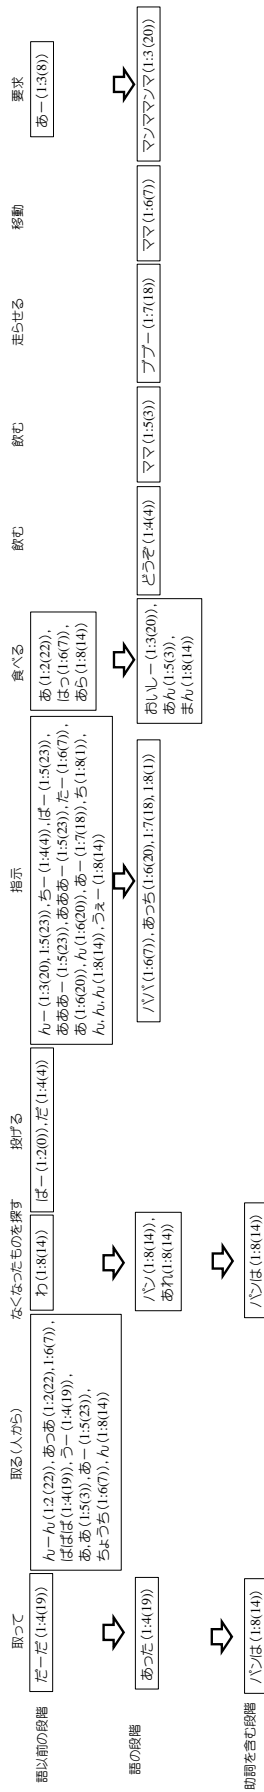 取って
取る(人から)
なくなったものを探す
投げる
指示
食べる
飲む
飲む
走らせる
移動
要求
語以前の段階
だーだ(1:4(19))
んーん(1:2(22)), あっあ(1:2(22), 1:6(7)),
ぱぱぱ(1:4(19)), うー(1:4(19)),
あ, あ(1:5(3)), あー(1:5(23)),
ちょうち(1:6(7)), ん(1:8(14))
わ(1:8(14))
ぱー(1:2(0)), だ(1:4(4))
んー(1:3(20), 1:5(23)), ちー(1:4(4)), ぱー(1:5(23)),
あああー(1:5(23)), あああー(1:5(23)), たー(1:6(7)),
あ(1:6(20)), ん(1:6(20)), あー(1:7(18)), ち(1:8(1)),
ん, ん, ん(1:8(14)), うぇー(1:8(14))
あ(1:2(22)),
はっ(1:6(7)),
あら(1:8(14))
あー(1:3(8))
語の段階
あった(1:4(19))
パン(1:8(14)),
あれ(1:8(14))
パパ(1:6(7)), あっち(1:6(20), 1:7(18), 1:8(1))
おいしー(1:3(20)),
あん(1:5(3)),
まん(1:8(14))
どうぞ(1:4(4))
ママ(1:5(3))
ブブー(1:7(18))
ママ(1:6(7))
マンママンマ(1:3(20))
助詞を含む段階
パンは(1:8(14))
パンは(1:8(14))